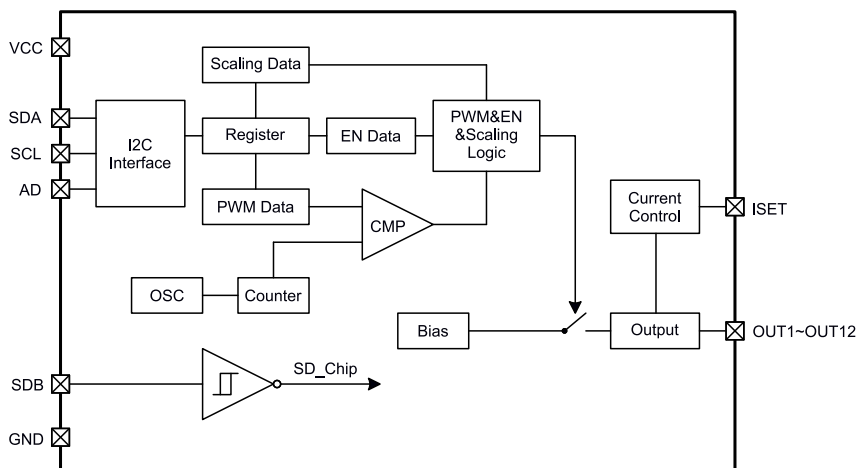 VCC
Scaling Data
SDA
I2C
Interface
Register
EN Data
PWM&EN
&Scaling
Logic
SCL
AD
PWM Data
CMP
Current
Control
ISET
OSC
Counter
Bias
Output
OUT1~OUT12
SDB
SD_Chip
GND